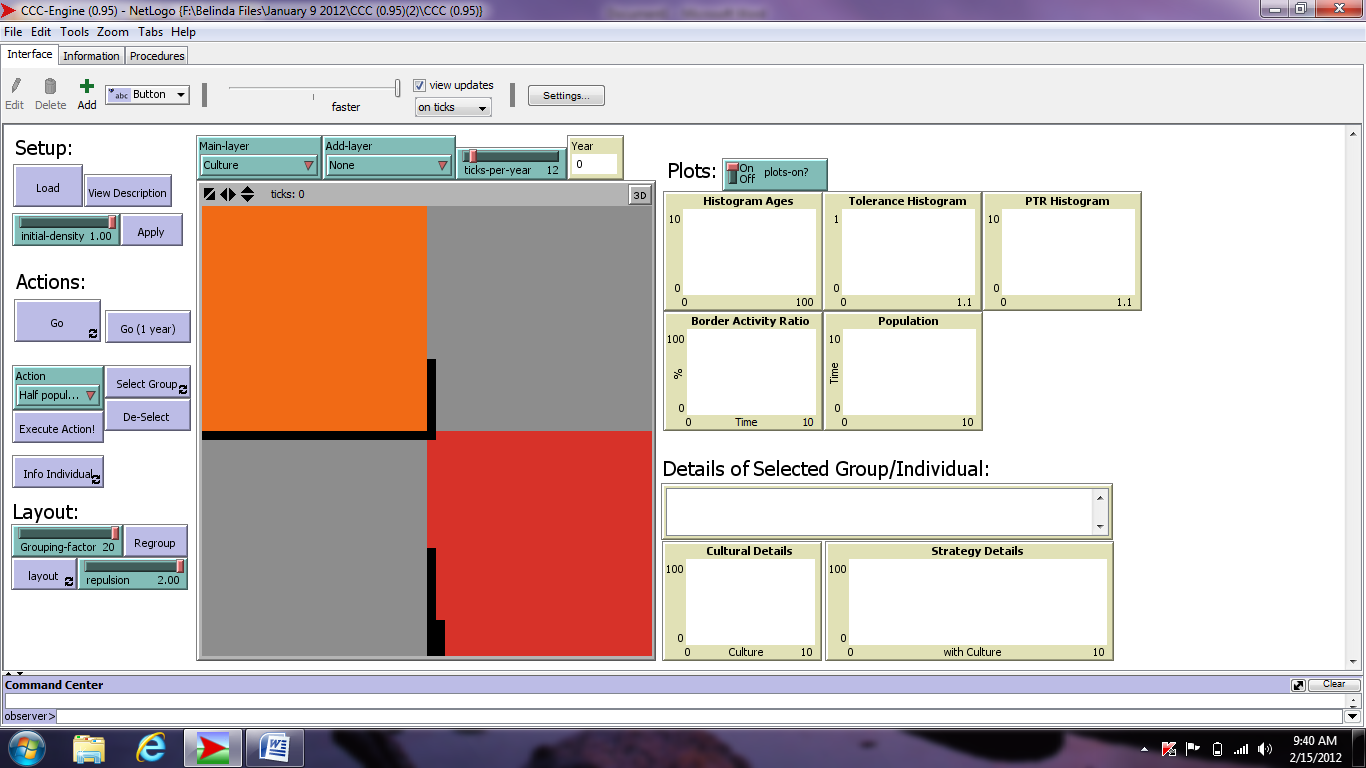 CCC-Engine (0.95) - NetLogo {F:\Belinda Files\January 9 2012\CCC (0.95)(2)\CCC (0.95)}
File Edit Tools Zoom Tabs Help
Interface Information Procedures
Edit Delete Add abc Button faster view updates on ticks Settings...
Setup:
Load View Description
initial-density 1.00 Apply
Actions:
Go Go (1 year)
Action
Half popul... Select Group
De-Select
Execute Action!
Info Individual
Layout:
Grouping-factor 20 Regroup
layout repulsion 2.00
Main-layer Add-layer Year
Culture None ticks-per-year 12 0
ticks: 0 3D
Plots: On Off plots-on?
Histogram Ages
10
0
0 100
Tolerance Histogram
1
0
0 1.1
PTR Histogram
10
0
0 1.1
Border Activity Ratio
100
%
0
0 Time 10
Population
10
Time
0
0 10
Details of Selected Group/Individual:
Cultural Details
100
0
0 Culture 10
Strategy Details
100
0
0 with Culture 10
Command Center Clear
observer>
9:40 AM
2/15/2012